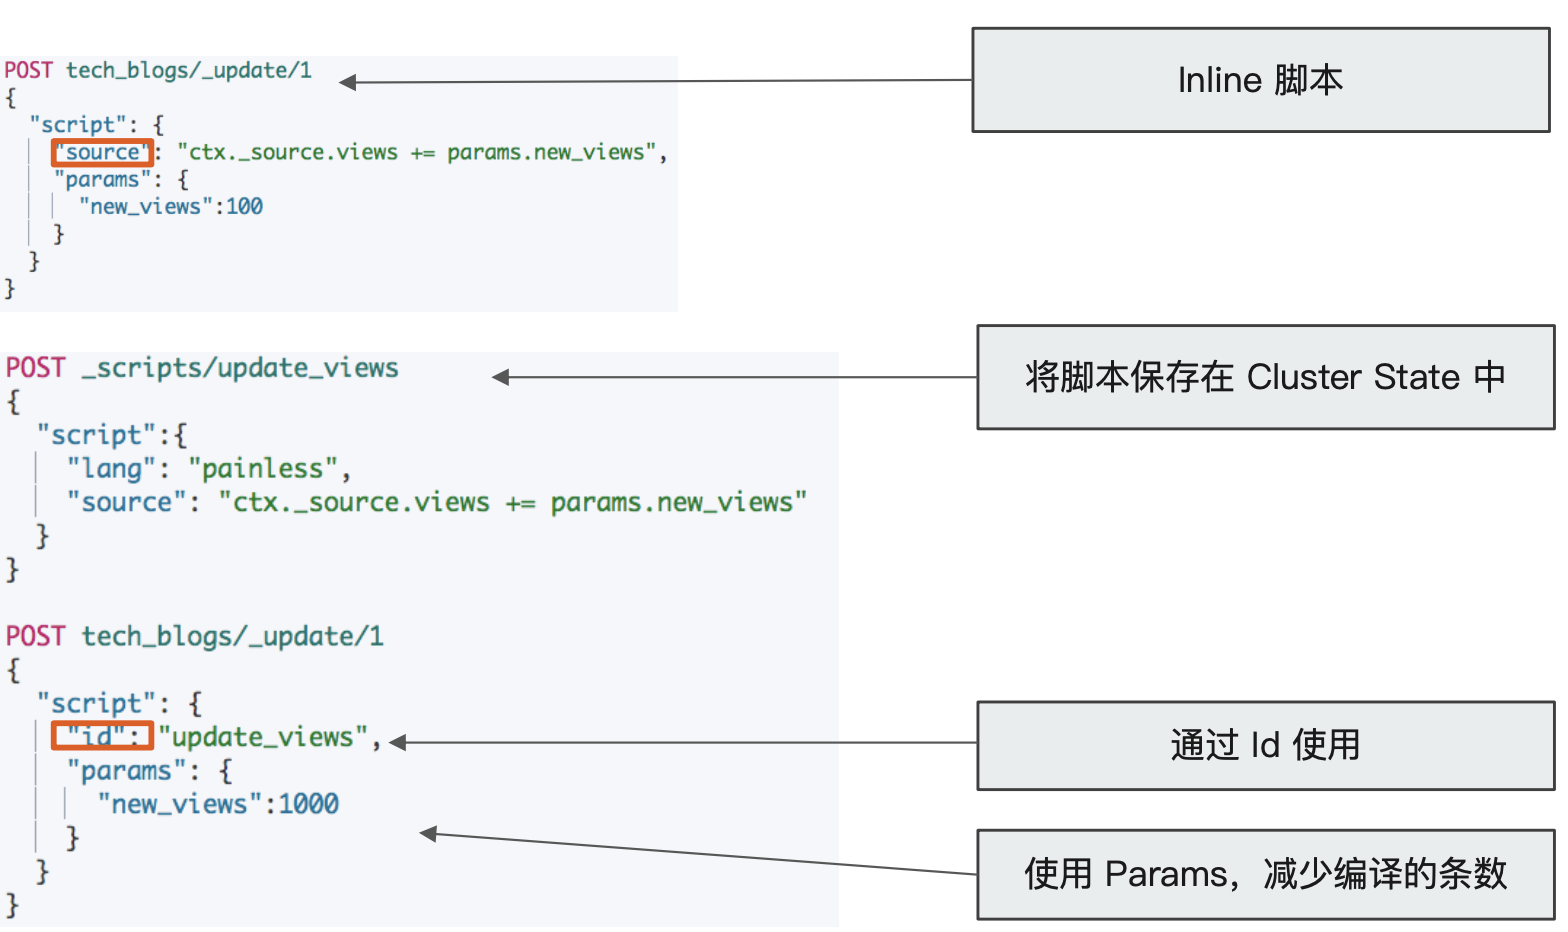 POST tech_blogs/_update/1
{
  "script": {
    "source": "ctx._source.views += params.new_views",
    "params": {
      "new_views":100
    }
  }
}
Inline 脚本
POST _scripts/update_views
{
  "script":{
    "lang": "painless",
    "source": "ctx._source.views += params.new_views"
  }
}
将脚本保存在 Cluster State 中
POST tech_blogs/_update/1
{
  "script": {
    "id": "update_views",
    "params": {
      "new_views":1000
    }
  }
}
通过 Id 使用
使用 Params，减少编译的条数